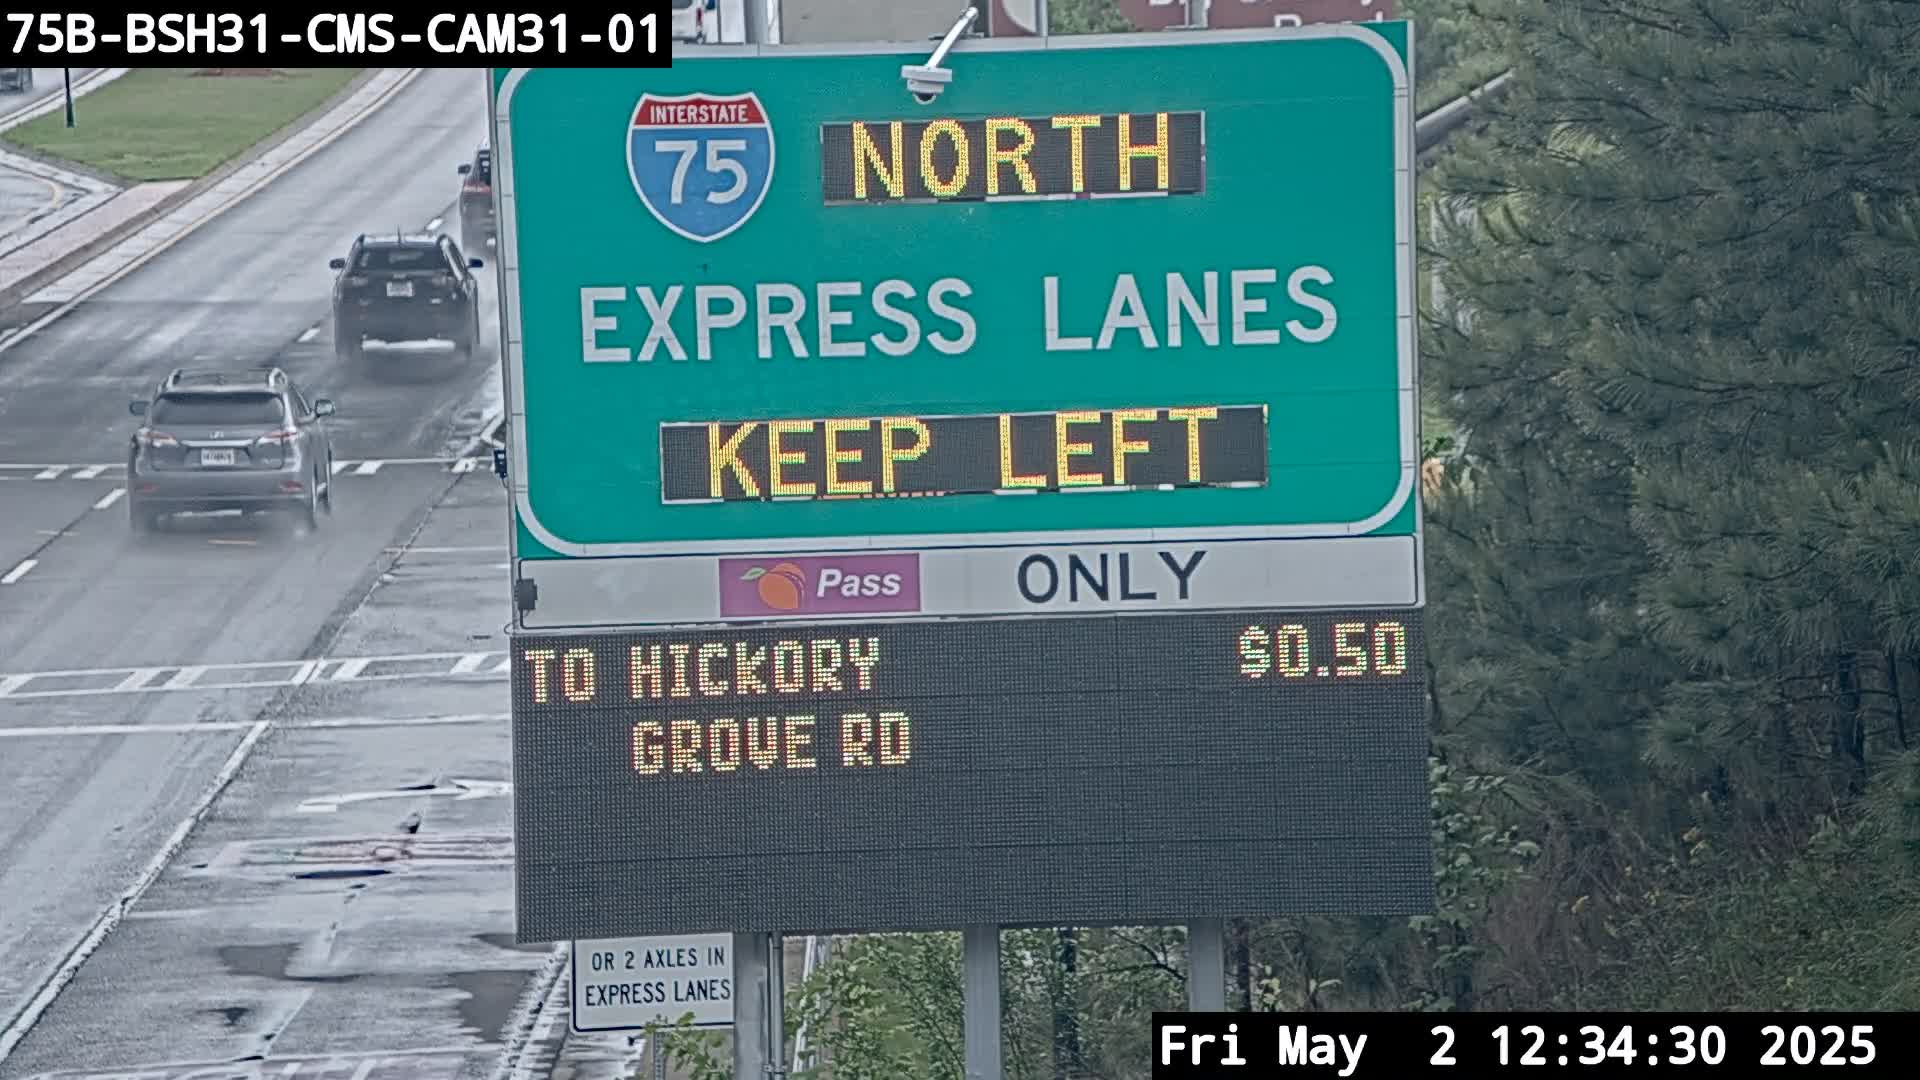 75B-BSH31-CMS-CAM31-01
INTERSTATE
75
NORTH
EXPRESS LANES
KEEP LEFT
Pass ONLY
TO HICKORY $0.50
GROVE RD
OR 2 AXLES IN
EXPRESS LANES
Fri May 2 12:34:30 2025